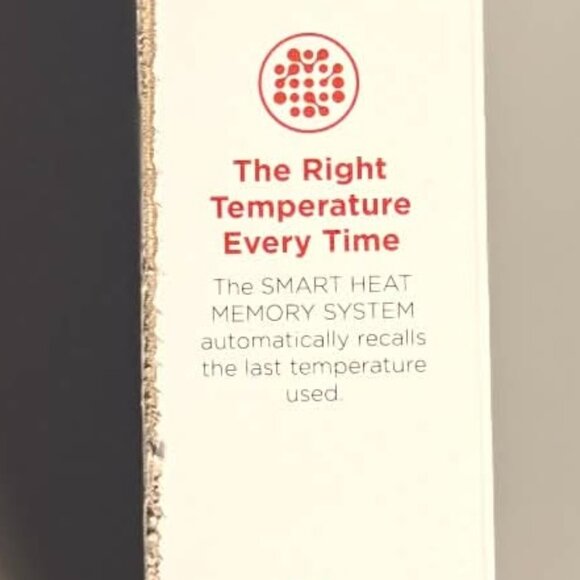 The Right
Temperature
Every Time
The SMART HEAT
MEMORY SYSTEM
automatically recalls
the last temperature
used.